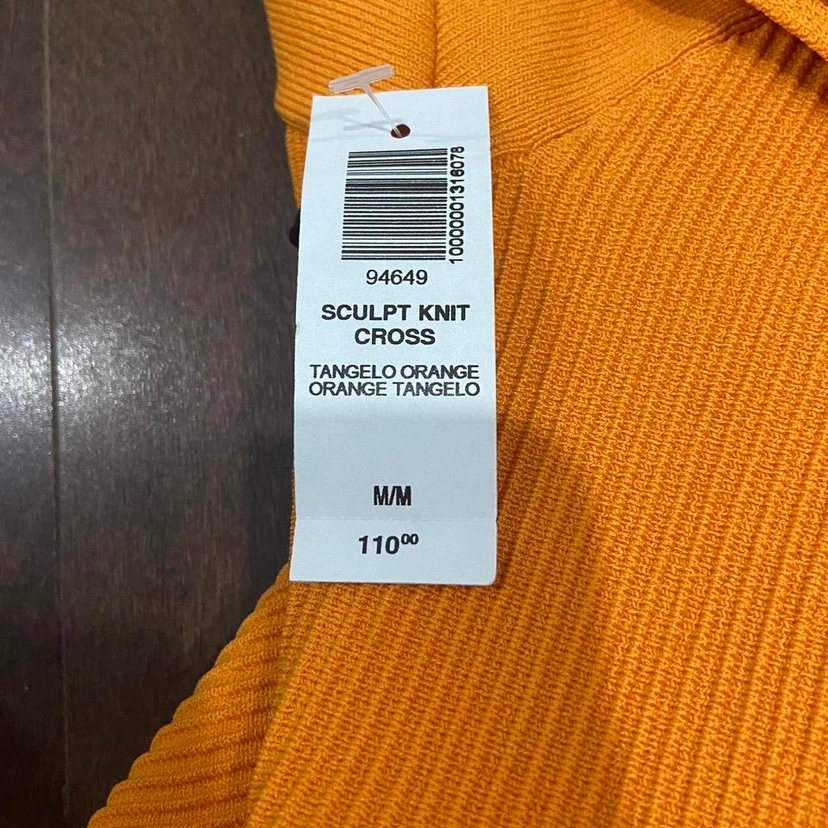 10000001316078
94649
SCULPT KNIT
CROSS
TANGELO ORANGE
ORANGE TANGELO
M/M
110⁰⁰